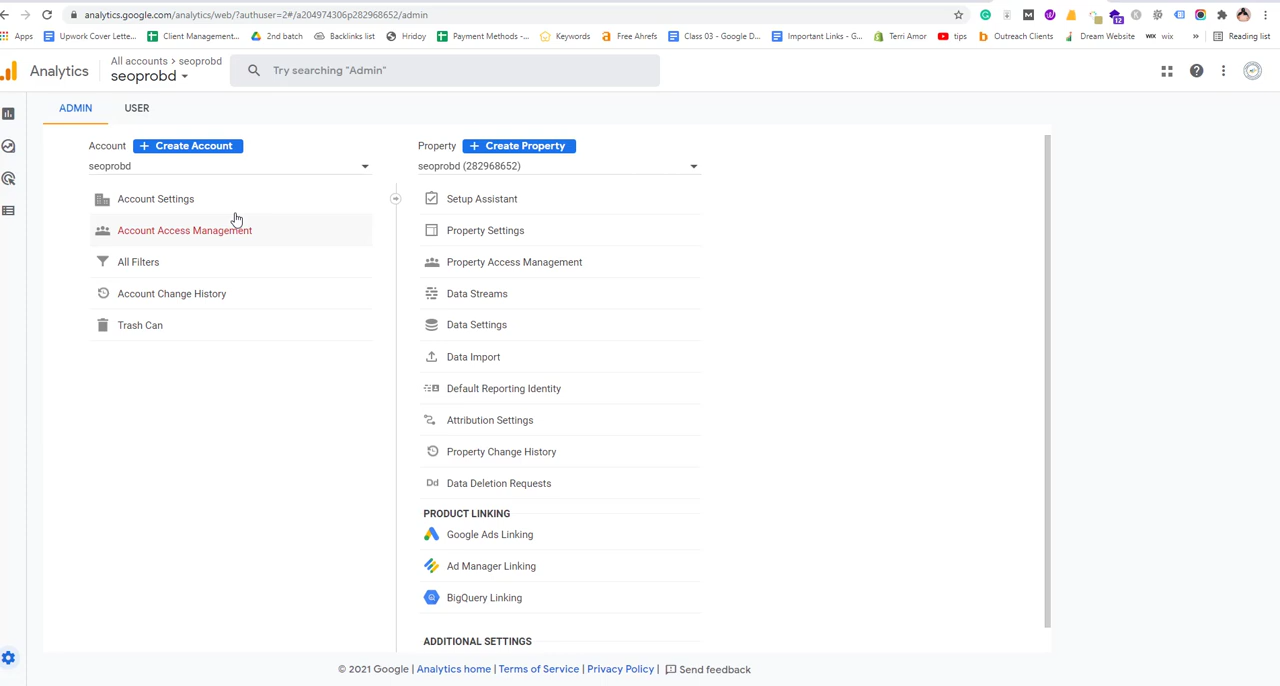 analytics.google.com/analytics/web/?authuser=2#/a204974306p282968652/admin
12
Apps Upwork Cover Lette... Client Management... 2nd batch Backlinks list Hriday Payment Methods -... Keywords Free Ahrefs Class 03 - Google D... Important Links - G... Terri Amor tips Outreach Clients Dream Website WiX wix » Reading list
Analytics
All accounts > seoprobd
seoprobd
Try searching "Admin"
ADMIN USER
Account + Create Account
seoprobd
Account Settings
Account Access Management
All Filters
Account Change History
Trash Can
Property + Create Property
seoprobd (282968652)
Setup Assistant
Property Settings
Property Access Management
Data Streams
Data Settings
Data Import
Default Reporting Identity
Attribution Settings
Property Change History
Dd Data Deletion Requests
PRODUCT LINKING
Google Ads Linking
Ad Manager Linking
BigQuery Linking
ADDITIONAL SETTINGS
© 2021 Google | Analytics home | Terms of Service | Privacy Policy | Send feedback